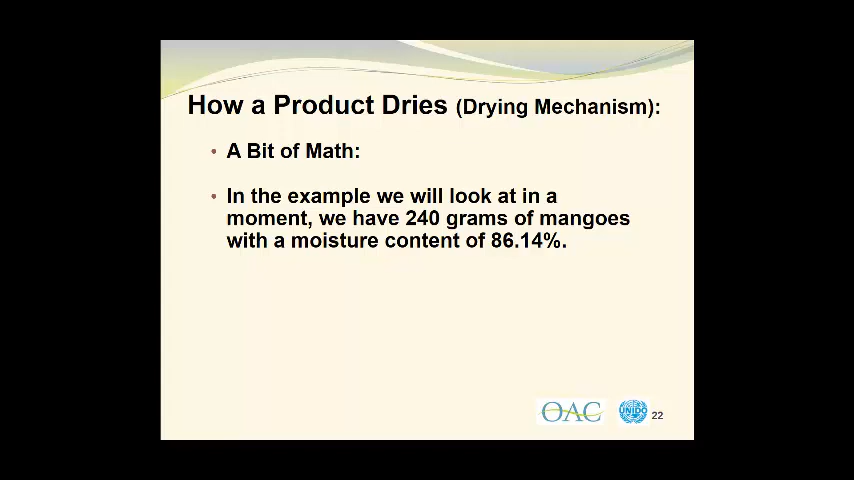 How a Product Dries (Drying Mechanism):
• A Bit of Math:
• In the example we will look at in a
moment, we have 240 grams of mangoes
with a moisture content of 86.14%.
OAC UNIDO 22